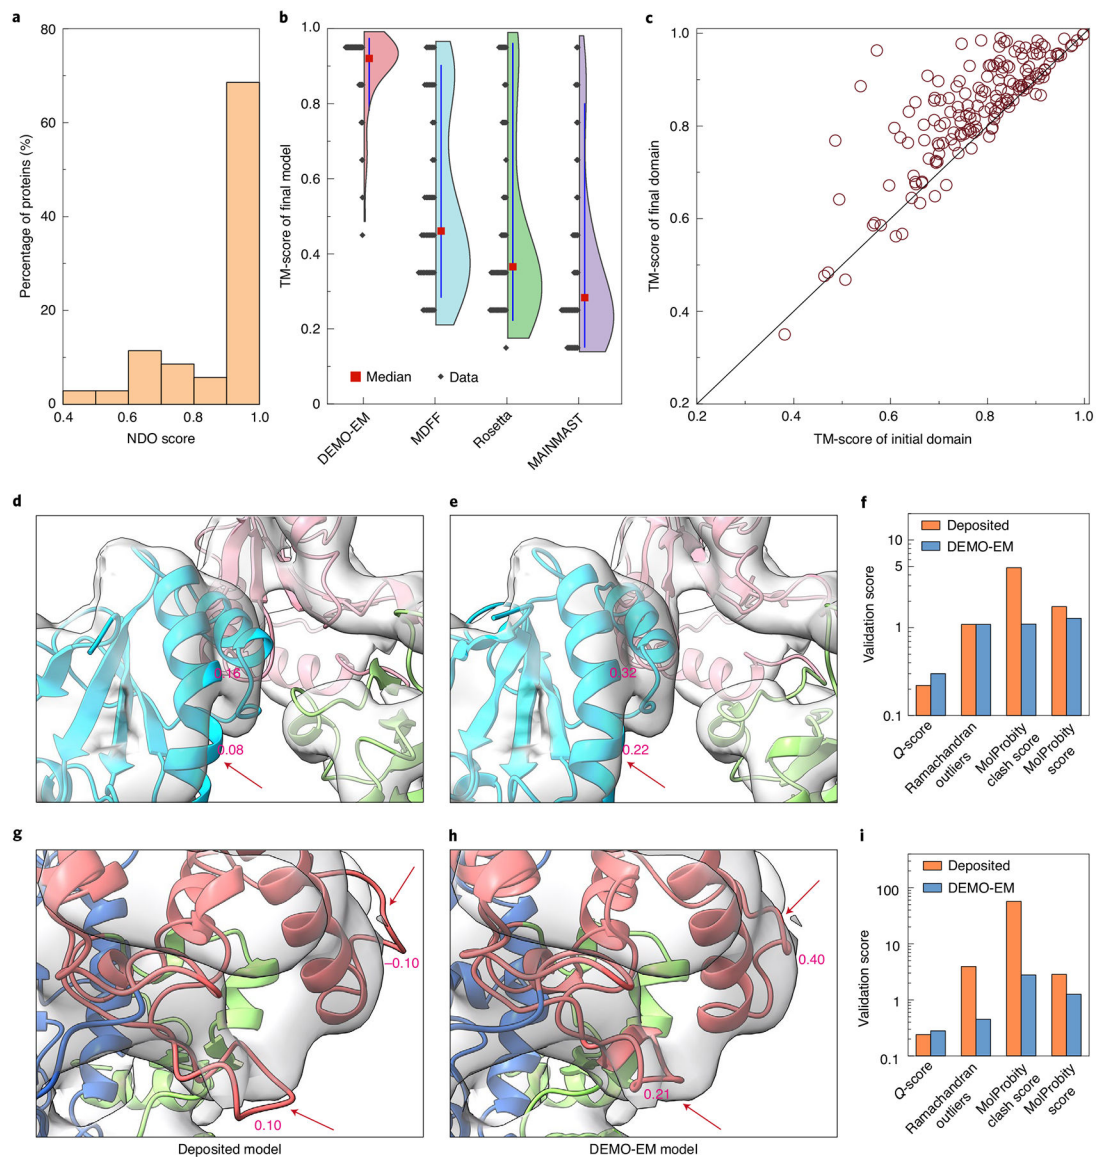 a
80
60
40
20
0
Percentage of proteins (%)
0.4
0.6
0.8
1.0
NDO score
b
1.0
0.8
0.6
0.4
0.2
0
TM-score of final model
Median
Data
DEMO-EM
MDFF
Rosetta
MAINMAST
c
1.0
0.8
0.6
0.4
0.2
TM-score of final domain
0.2
0.4
0.6
0.8
1.0
TM-score of initial domain
d
0.16
0.08
e
0.32
0.22
f
Deposited
DEMO-EM
10
5
1
0.1
Validation score
Q-score
Ramachandran
outliers
MolProbity
clash score
MolProbity
score
g
–0.10
0.10
Deposited model
h
0.40
0.21
DEMO-EM model
i
Deposited
DEMO-EM
100
10
1
0.1
Validation score
Q-score
Ramachandran
outliers
MolProbity
clash score
MolProbity
score